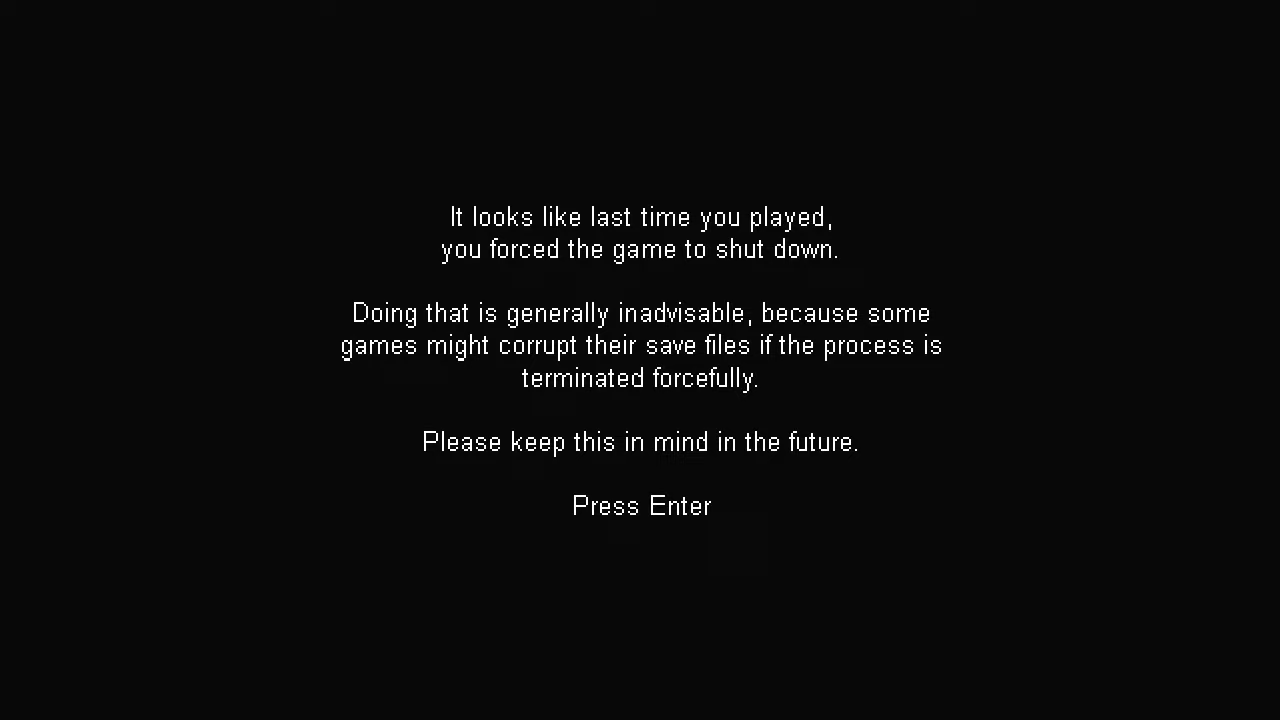 It looks like last time you played,
you forced the game to shut down.
Doing that is generally inadvisable, because some
games might corrupt their save files if the process is
terminated forcefully.
Please keep this in mind in the future.
Press Enter